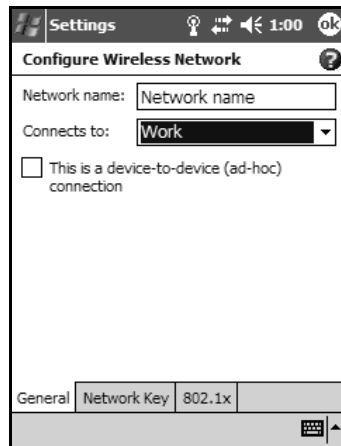 Settings 1:00 ok
Configure Wireless Network ?
Network name: Network name
Connects to: Work
This is a device-to-device (ad-hoc)
connection
General Network Key 802.1x